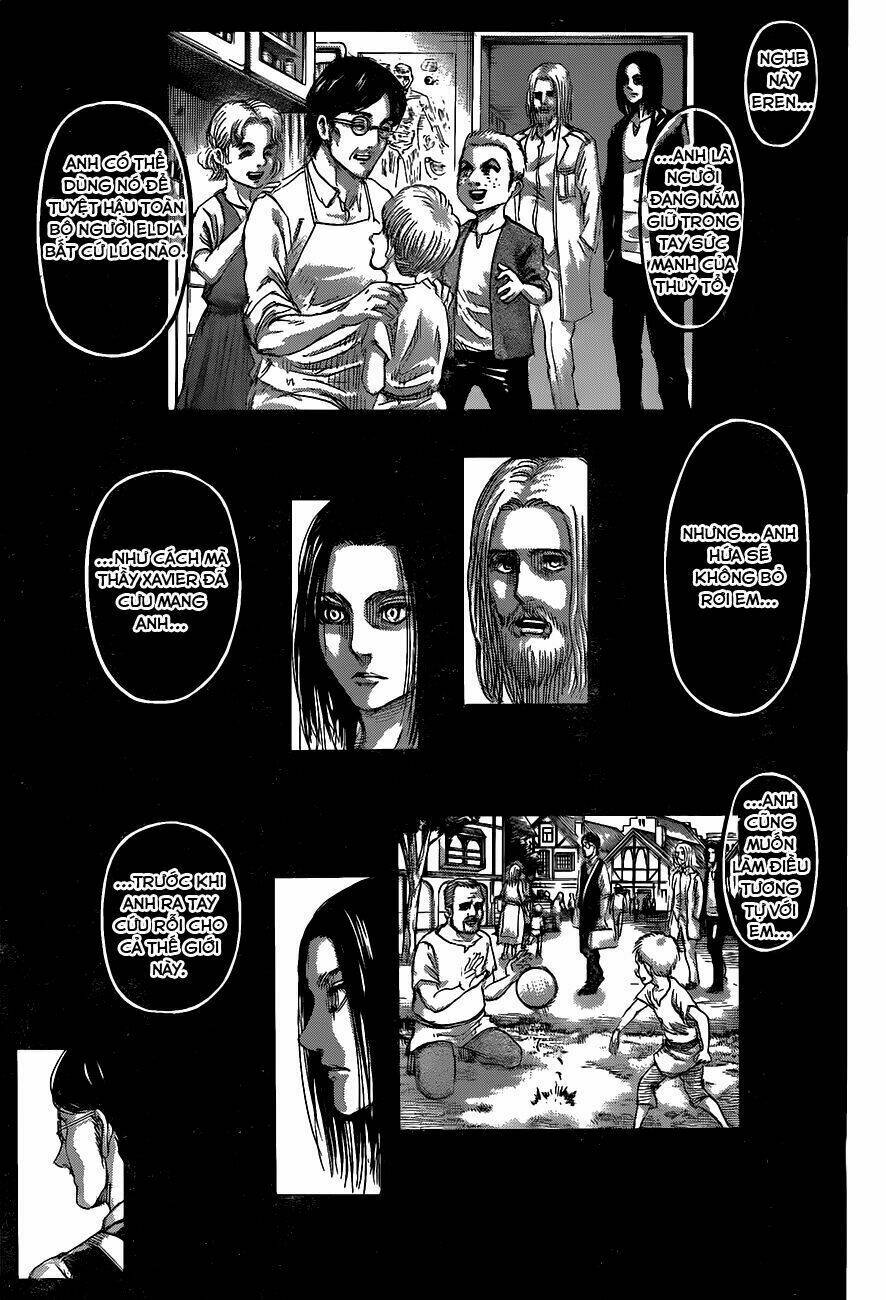 NGHE
NÀY
EREN...
...ANH LÀ
NGƯỜI
ĐANG NẮM
GIỮ TRONG
TAY SỨC
MẠNH CỦA
THUỶ TỔ.
ANH CÓ THỂ
DÙNG NÓ ĐỂ
TUYỆT HẬU TOÀN
BỘ NGƯỜI ELDIA
BẤT CỨ LÚC NÀO.
NHƯNG... ANH
HỨA SẼ
KHÔNG BỎ
RƠI EM...
...NHƯ CÁCH MÀ
THẦY XAVIER ĐÃ
CƯU MANG
ANH...
...ANH
CŨNG
MUỐN
LÀM ĐIỀU
TƯƠNG
TỰ VỚI
EM...
...TRƯỚC KHI
ANH RA TAY
CỨU RỖI CHO
CẢ THẾ GIỚI
NÀY.